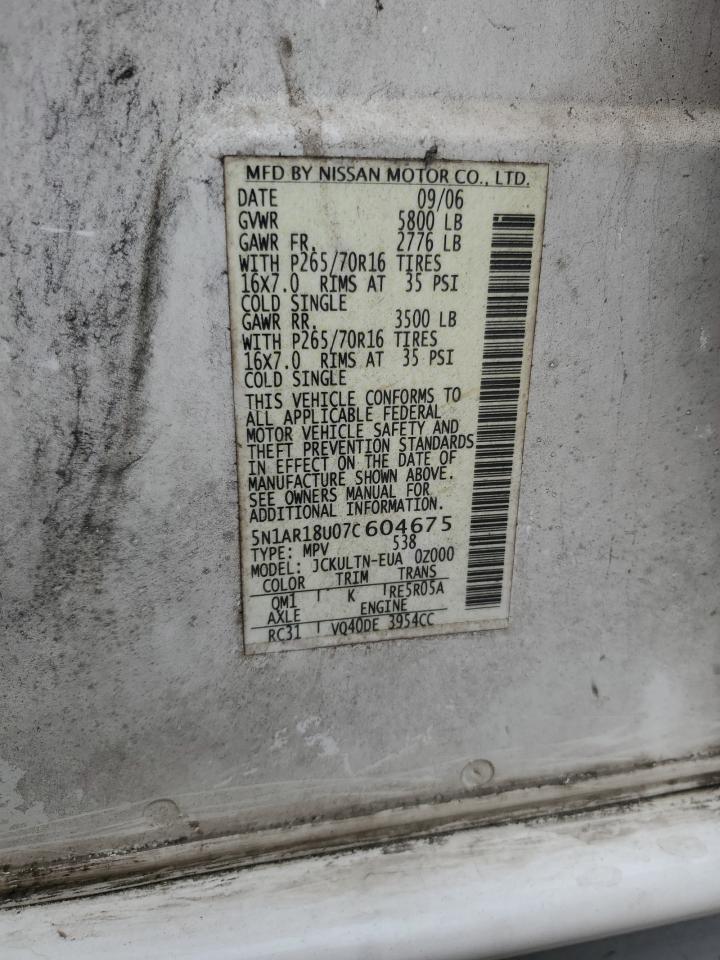 MFD BY NISSAN MOTOR CO., LTD.
DATE 09/06
GVWR 5800 LB
GAWR FR. 2776 LB
WITH P265/70R16 TIRES
16X7.0 RIMS AT 35 PSI
COLD SINGLE
GAWR RR. 3500 LB
WITH P265/70R16 TIRES
16X7.0 RIMS AT 35 PSI
COLD SINGLE
THIS VEHICLE CONFORMS TO
ALL APPLICABLE FEDERAL
MOTOR VEHICLE SAFETY AND
THEFT PREVENTION STANDARDS
IN EFFECT ON THE DATE OF
MANUFACTURE SHOWN ABOVE.
SEE OWNERS MANUAL FOR
ADDITIONAL INFORMATION.
5N1AR18U07C604675
TYPE: MPV 538
MODEL: JCKULTN-EUA 0Z000
COLOR TRIM TRANS
QM1 K RE5R05A
AXLE ENGINE
RC31 VQ40DE 3954CC